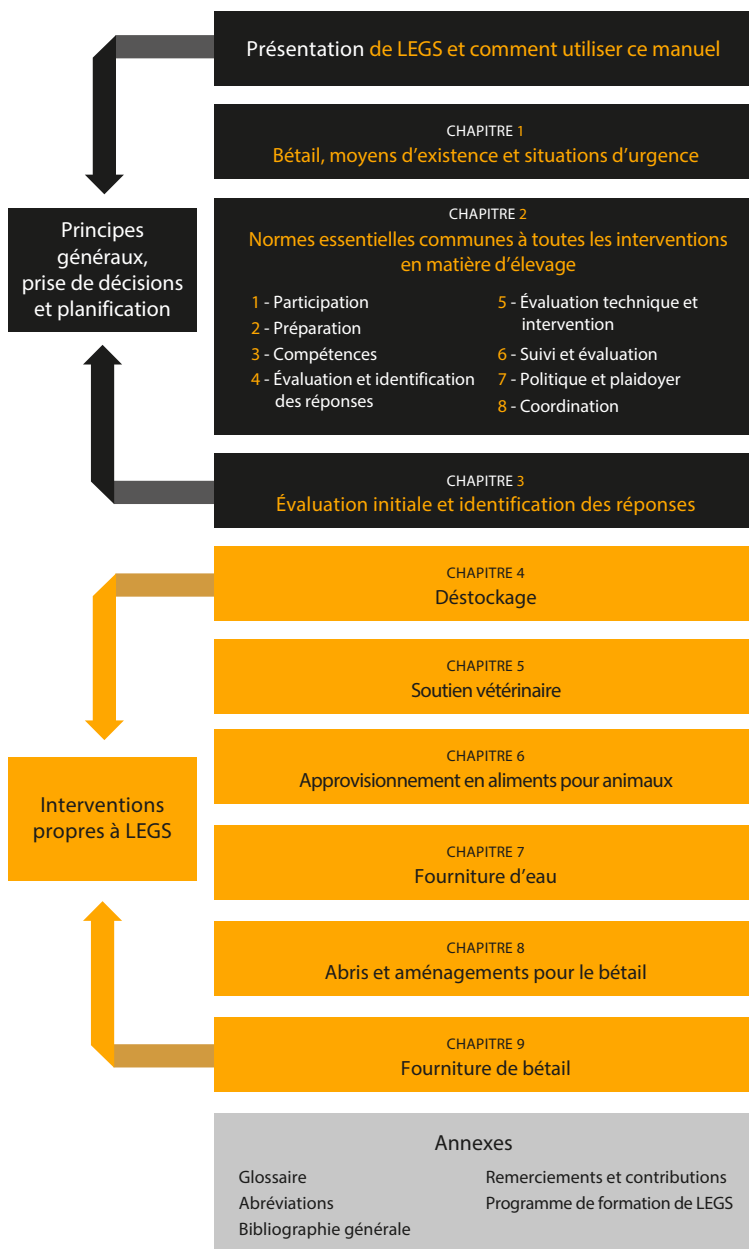 Présentation de LEGS et comment utiliser ce manuel
CHAPITRE 1
Bétail, moyens d'existence et situations d'urgence
Principes
généraux,
prise de décisions
et planification
CHAPITRE 2
Normes essentielles communes à toutes les interventions
en matière d'élevage
1 - Participation
2 - Préparation
3 - Compétences
4 - Évaluation et identification
des réponses
5 - Évaluation technique et
intervention
6 - Suivi et évaluation
7 - Politique et plaidoyer
8 - Coordination
CHAPITRE 3
Évaluation initiale et identification des réponses
CHAPITRE 4
Déstockage
CHAPITRE 5
Soutien vétérinaire
CHAPITRE 6
Approvisionnement en aliments pour animaux
Interventions
propres à LEGS
CHAPITRE 7
Fourniture d'eau
CHAPITRE 8
Abris et aménagements pour le bétail
CHAPITRE 9
Fourniture de bétail
Annexes
Glossaire
Abréviations
Bibliographie générale
Remerciements et contributions
Programme de formation de LEGS